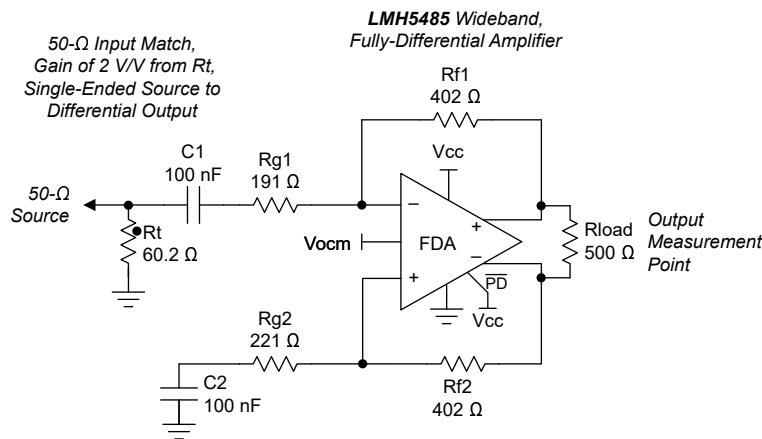 LMH5485 Wideband,
Fully-Differential Amplifier
50-Ω Input Match,
Gain of 2 V/V from Rt,
Single-Ended Source to
Differential Output
Rf1
402 Ω
C1
100 nF
Rg1
191 Ω
Vcc
50-Ω
Source
Rt
60.2 Ω
−
+
Vocm
FDA
+
−
PD
Vcc
Rload
500 Ω
Output
Measurement
Point
Rg2
221 Ω
C2
100 nF
Rf2
402 Ω